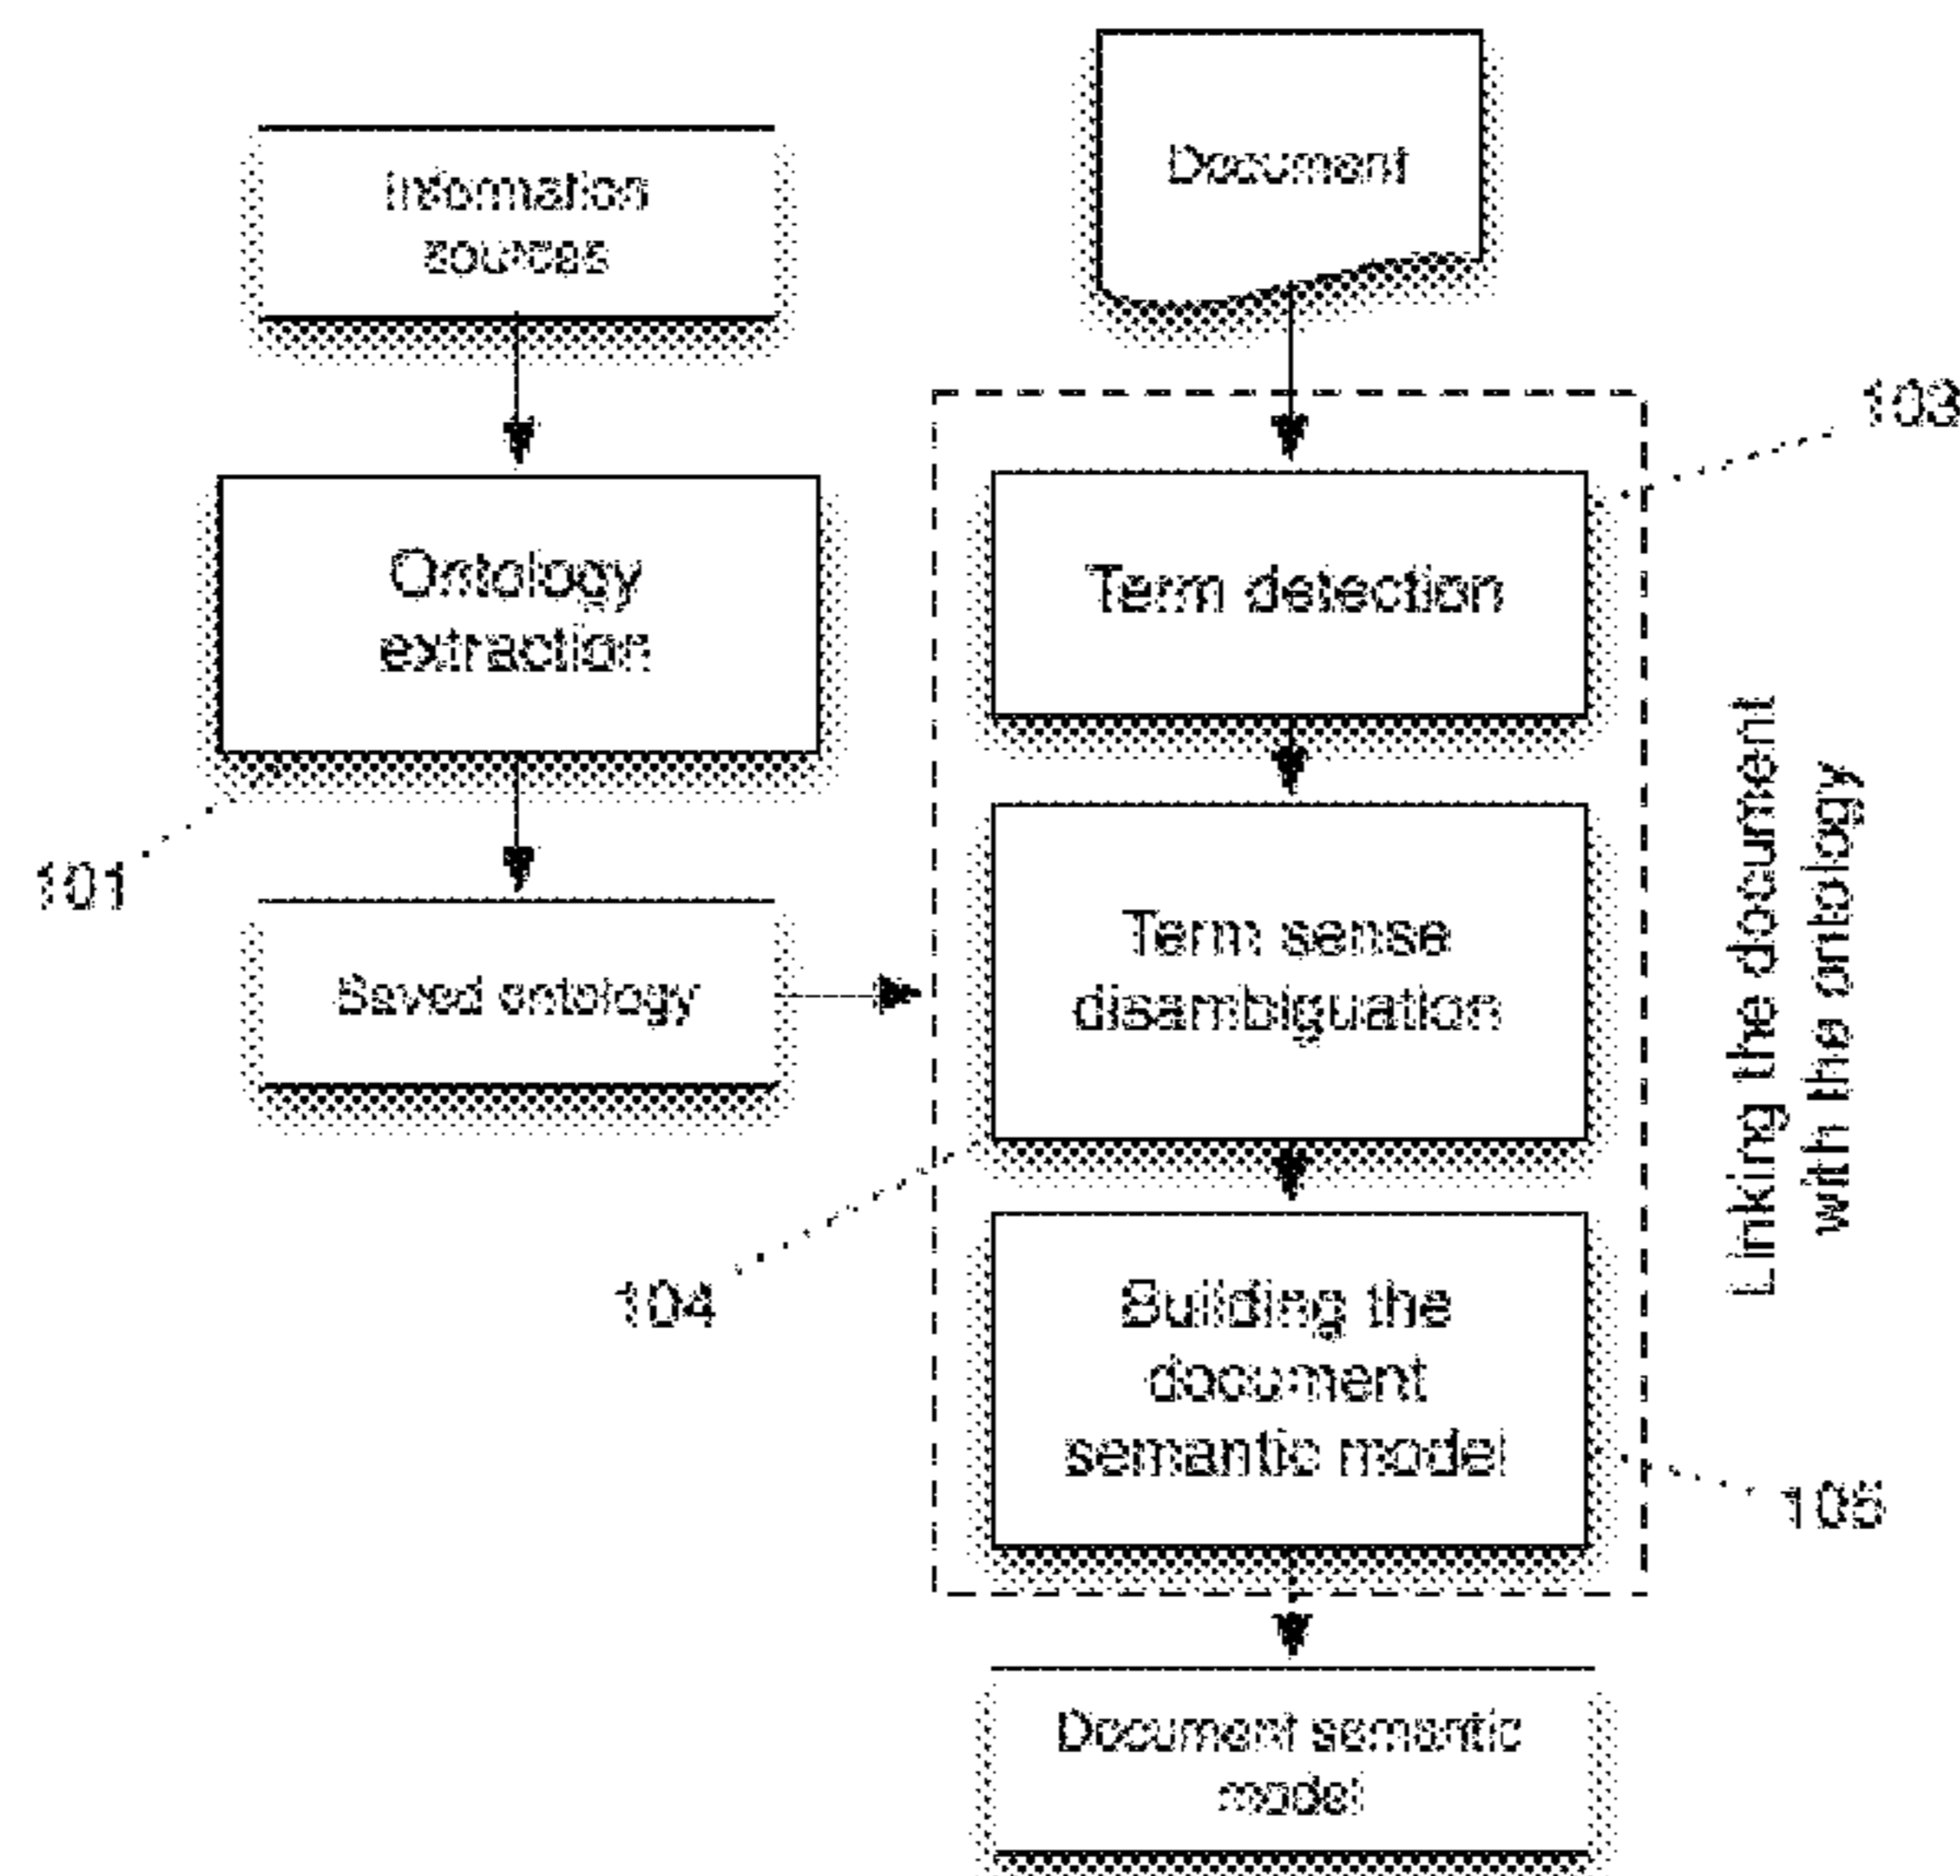 Information
sources
Document
103
Ontology
extraction
Term detection
101
Saved ontology
Term sense
disambiguation
Linking the document
with the ontology
104
Building the
document
semantic model
105
Document semantic
model